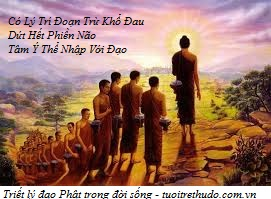 Có Lý Trí Đoạn Trừ Khổ Đau
Dứt Hết Phiền Não
Tâm Ý Thể Nhập Với Đạo
Triết lý đạo Phật trong đời sống - tuoitrethudo.com.vn